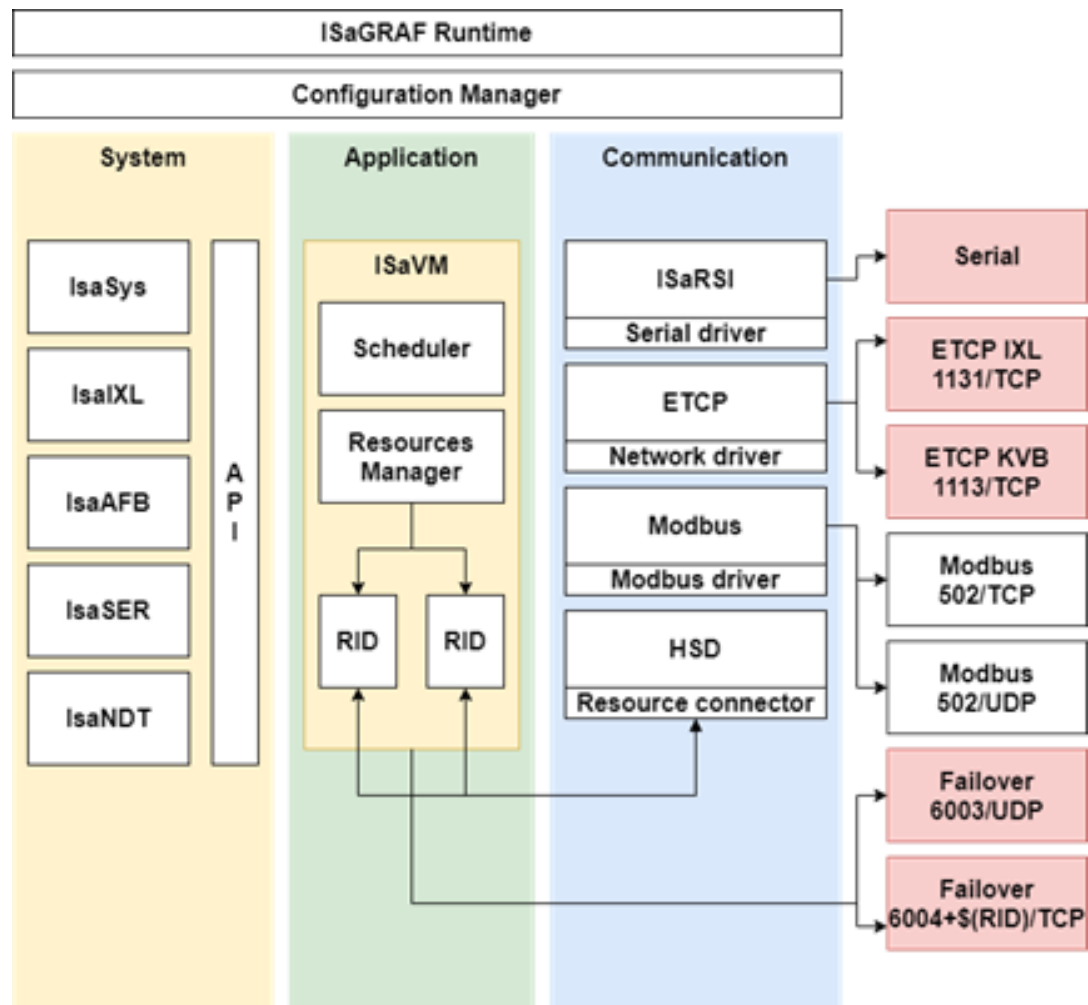 ISaGRAF Runtime
Configuration Manager
System
Application
Communication
IsaSys
IsaIXL
IsaAFB
IsaSER
IsaNDT
A
P
I
ISaVM
Scheduler
Resources
Manager
RID
RID
ISaRSI
Serial driver
ETCP
Network driver
Modbus
Modbus driver
HSD
Resource connector
Serial
ETCP IXL
1131/TCP
ETCP KVB
1113/TCP
Modbus
502/TCP
Modbus
502/UDP
Failover
6003/UDP
Failover
6004+$(RID)/TCP